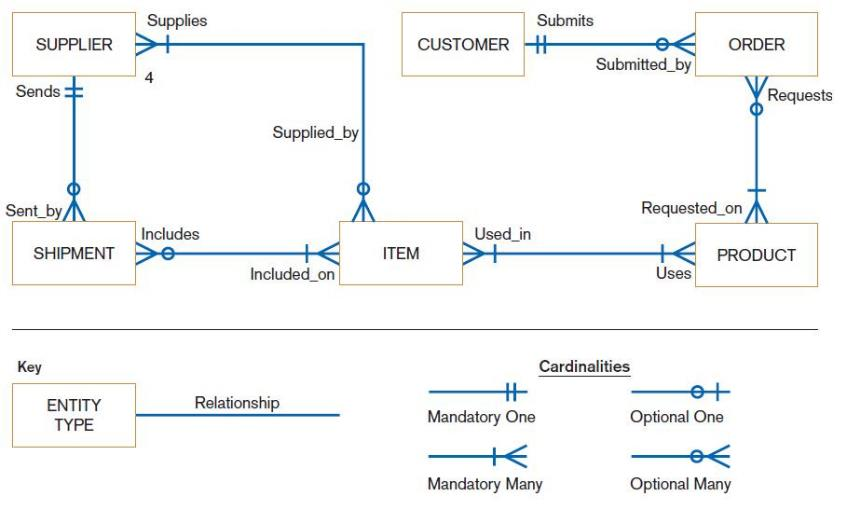 Supplies
Submits
SUPPLIER
CUSTOMER
ORDER
Submitted_by
4
Sends
Requests
Supplied_by
Sent_by
Requested_on
Includes
Used_in
SHIPMENT
ITEM
PRODUCT
Included_on
Uses
Key
Cardinalities
ENTITY
TYPE
Relationship
Mandatory One
Optional One
Mandatory Many
Optional Many